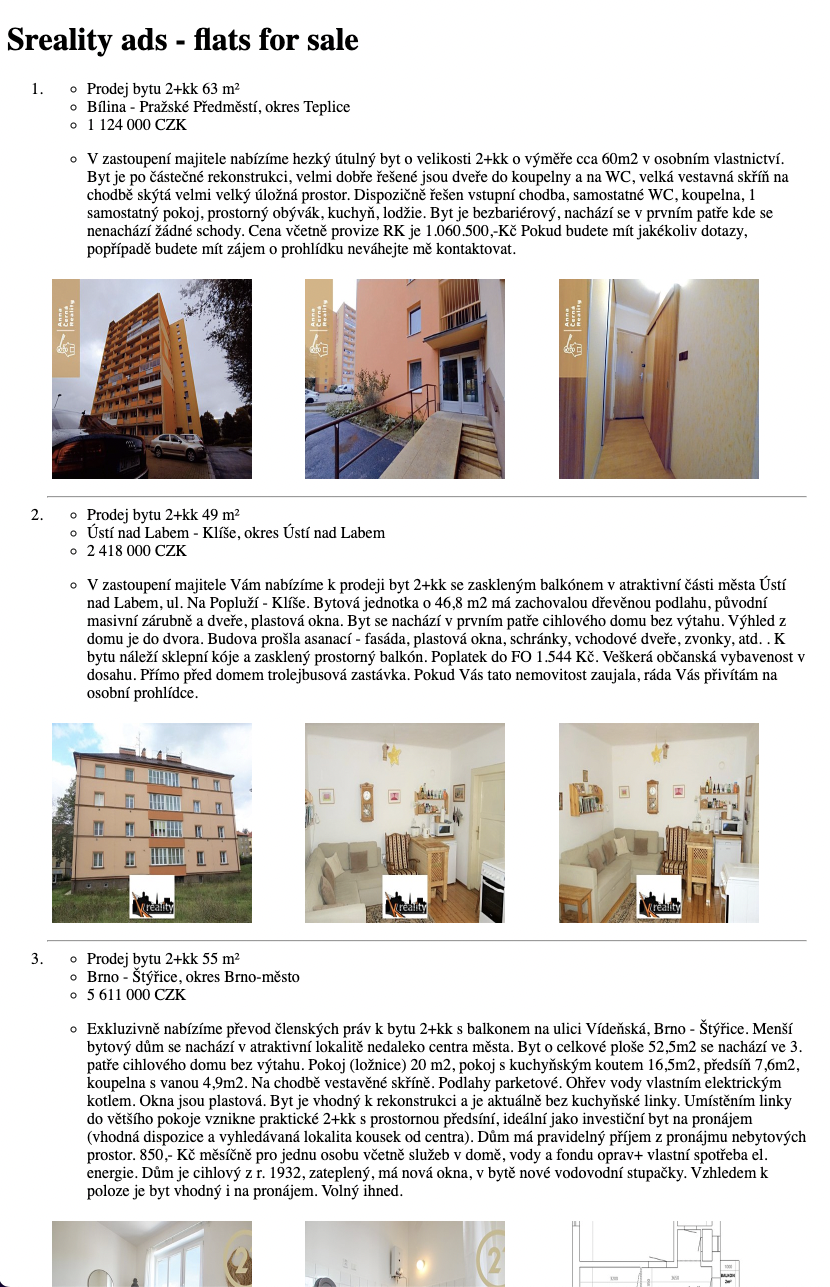 Sreality ads - flats for sale
1. Prodej bytu 2+kk 63 m²
Bílina - Pražské Předměstí, okres Teplice
1 124 000 CZK
V zastoupení majitele nabízíme hezký útulný byt o velikosti 2+kk o výměře cca 60m2 v osobním vlastnictví.
Byt je po částečné rekonstrukci, velmi dobře řešené jsou dveře do koupelny a na WC, velká vestavná skříň na
chodbě skýtá velmi velký úložná prostor. Dispozičně řešen vstupní chodba, samostatné WC, koupelna, 1
samostatný pokoj, prostorný obývák, kuchyň, lodžie. Byt je bezbariérový, nachází se v prvním patře kde se
nenachází žádné schody. Cena včetně provize RK je 1.060.500,-Kč Pokud budete mít jakékoliv dotazy,
popřípadě budete mít zájem o prohlídku neváhejte mě kontaktovat.
Anna
Černá
Reality
Anna
Černá
Reality
Anna
Černá
Reality
2. Prodej bytu 2+kk 49 m²
Ústí nad Labem - Klíše, okres Ústí nad Labem
2 418 000 CZK
V zastoupení majitele Vám nabízíme k prodeji byt 2+kk se zaskleným balkónem v atraktivní části města Ústí
nad Labem, ul. Na Popluží - Klíše. Bytová jednotka o 46,8 m2 má zachovalou dřevěnou podlahu, původní
masivní zárubně a dveře, plastová okna. Byt se nachází v prvním patře cihlového domu bez výtahu. Výhled z
domu je do dvora. Budova prošla asanací - fasáda, plastová okna, schránky, vchodové dveře, zvonky, atd. . K
bytu náleží sklepní kóje a zasklený prostorný balkón. Poplatek do FO 1.544 Kč. Veškerá občanská vybavenost v
dosahu. Přímo před domem trolejbusová zastávka. Pokud Vás tato nemovitost zaujala, ráda Vás přivítám na
osobní prohlídce.
reality
reality
reality
3. Prodej bytu 2+kk 55 m²
Brno - Štýřice, okres Brno-město
5 611 000 CZK
Exkluzivně nabízíme převod členských práv k bytu 2+kk s balkonem na ulici Vídeňská, Brno - Štýřice. Menší
bytový dům se nachází v atraktivní lokalitě nedaleko centra města. Byt o celkové ploše 52,5m2 se nachází ve 3.
patře cihlového domu bez výtahu. Pokoj (ložnice) 20 m2, pokoj s kuchyňským koutem 16,5m2, předsíň 7,6m2,
koupelna s vanou 4,9m2. Na chodbě vestavěné skříně. Podlahy parketové. Ohřev vody vlastním elektrickým
kotlem. Okna jsou plastová. Byt je vhodný k rekonstrukci a je aktuálně bez kuchyňské linky. Umístěním linky
do většího pokoje vznikne praktické 2+kk s prostornou předsíní, ideální jako investiční byt na pronájem
(vhodná dispozice a vyhledávaná lokalita kousek od centra). Dům má pravidelný příjem z pronájmu nebytových
prostor. 850,- Kč měsíčně pro jednu osobu včetně služeb v domě, vody a fondu oprav+ vlastní spotřeba el.
energie. Dům je cihlový z r. 1932, zateplený, má nová okna, v bytě nové vodovodní stupačky. Vzhledem k
poloze je byt vhodný i na pronájem. Volný ihned.
2
2
BALKON